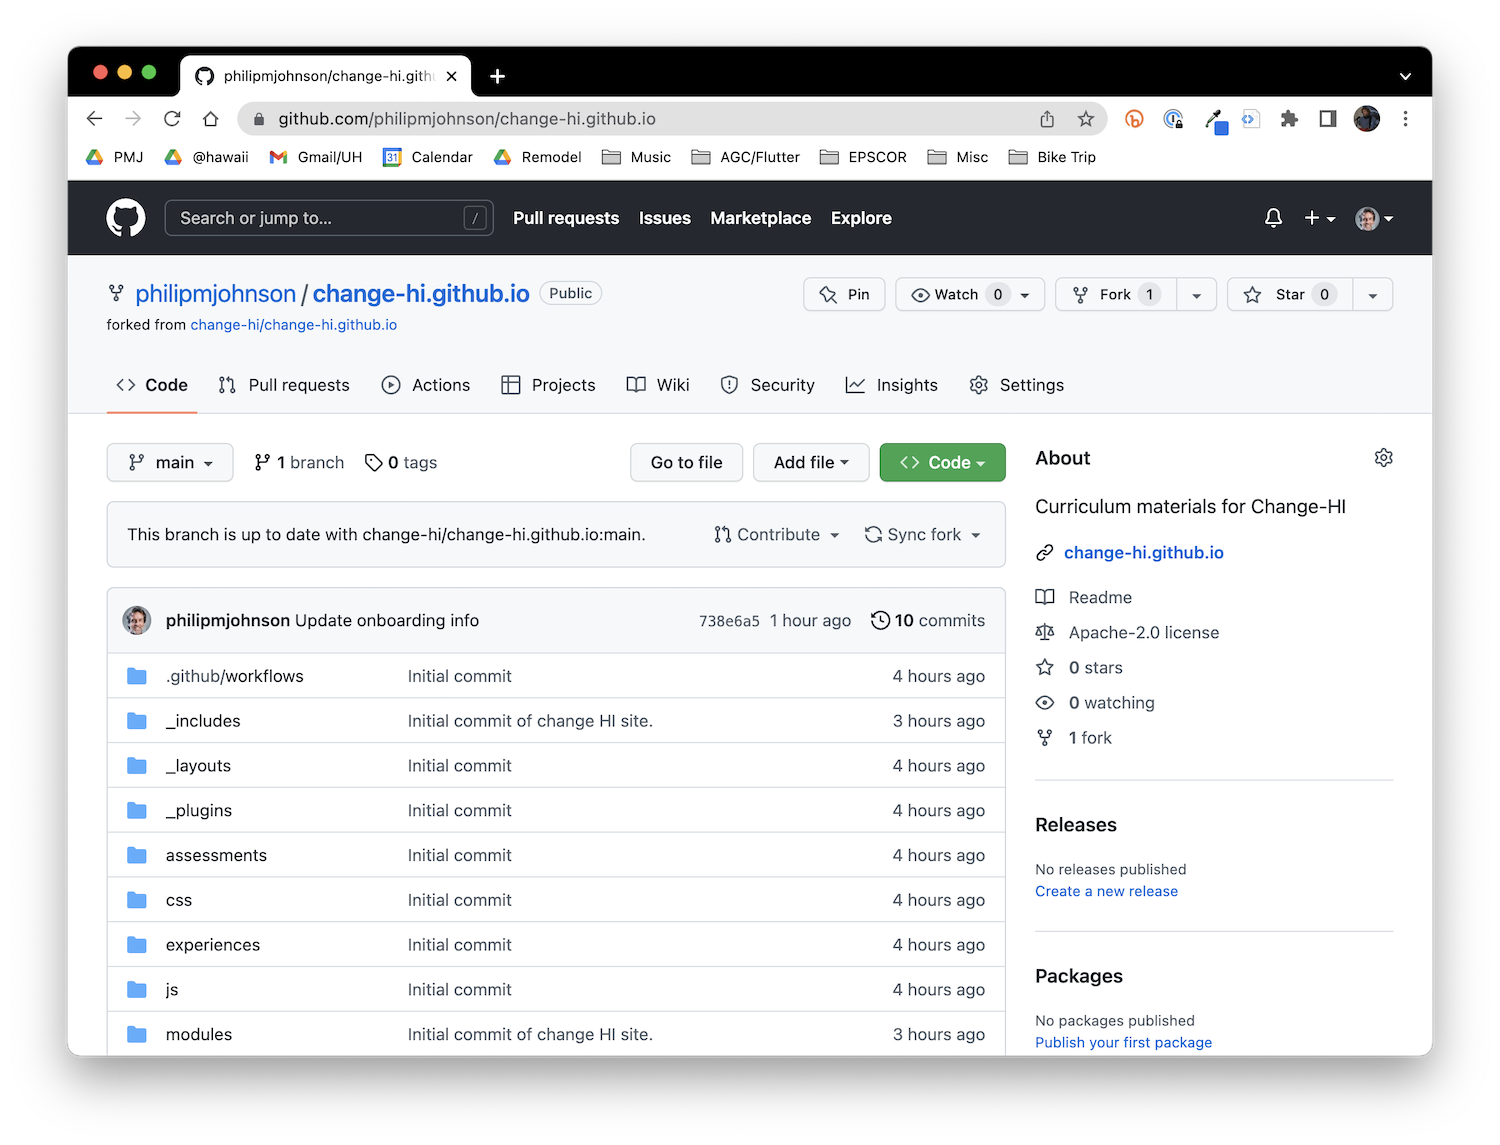 philipmjohnson/change-hi.gith
github.com/philipmjohnson/change-hi.github.io
PMJ @hawaii Gmail/UH 31 Calendar Remodel Music AGC/Flutter EPSCOR Misc Bike Trip
Search or jump to... / Pull requests Issues Marketplace Explore
philipmjohnson / change-hi.github.io Public Pin Watch 0 Fork 1 Star 0
forked from change-hi/change-hi.github.io
Code Pull requests Actions Projects Wiki Security Insights Settings
main 1 branch 0 tags Go to file Add file Code
This branch is up to date with change-hi/change-hi.github.io:main. Contribute Sync fork
philipmjohnson Update onboarding info 738e6a5 1 hour ago 10 commits
.github/workflows Initial commit 4 hours ago
_includes Initial commit of change HI site. 3 hours ago
_layouts Initial commit 4 hours ago
_plugins Initial commit 4 hours ago
assessments Initial commit 4 hours ago
css Initial commit 4 hours ago
experiences Initial commit 4 hours ago
js Initial commit 4 hours ago
modules Initial commit of change HI site. 3 hours ago
About
Curriculum materials for Change-HI
change-hi.github.io
Readme
Apache-2.0 license
0 stars
0 watching
1 fork
Releases
No releases published
Create a new release
Packages
No packages published
Publish your first package